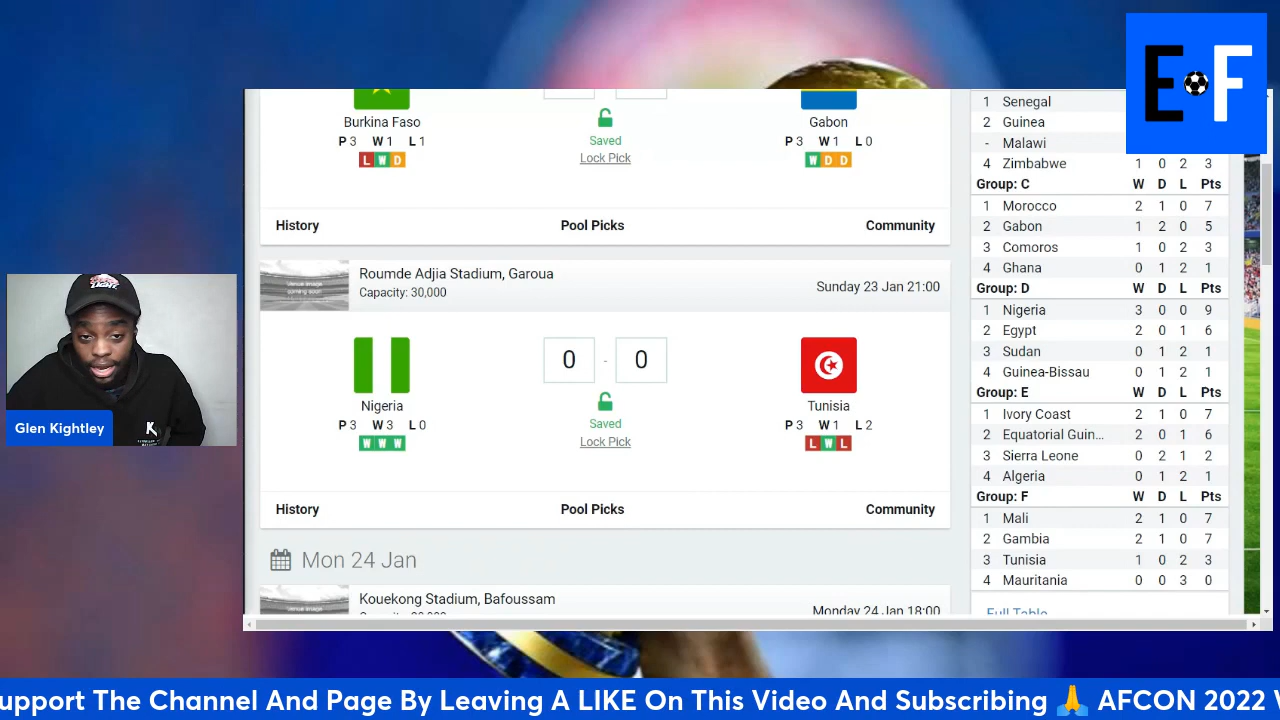 E F
Burkina Faso
P 3 W 1 L 1
L W D
Saved
Lock Pick
Gabon
P 3 W 1 L 0
W D D
History Pool Picks Community
Roumde Adjia Stadium, Garoua
Capacity: 30,000
Sunday 23 Jan 21:00
Nigeria
P 3 W 3 L 0
W W W
0 - 0
Saved
Lock Pick
Tunisia
P 3 W 1 L 2
L W L
History Pool Picks Community
Mon 24 Jan
Kouekong Stadium, Bafoussam
Monday 24 Jan 18:00
1 Senegal
2 Guinea
- Malawi
4 Zimbabwe 1 0 2 3
Group: C W D L Pts
1 Morocco 2 1 0 7
2 Gabon 1 2 0 5
3 Comoros 1 0 2 3
4 Ghana 0 1 2 1
Group: D W D L Pts
1 Nigeria 3 0 0 9
2 Egypt 2 0 1 6
3 Sudan 0 1 2 1
4 Guinea-Bissau 0 1 2 1
Group: E W D L Pts
1 Ivory Coast 2 1 0 7
2 Equatorial Guin... 2 0 1 6
3 Sierra Leone 0 2 1 2
4 Algeria 0 1 2 1
Group: F W D L Pts
1 Mali 2 1 0 7
2 Gambia 2 1 0 7
3 Tunisia 1 0 2 3
4 Mauritania 0 0 3 0
Full Table
Glen Kightley
K
upport The Channel And Page By Leaving A LIKE On This Video And Subscribing 🙏 AFCON 2022